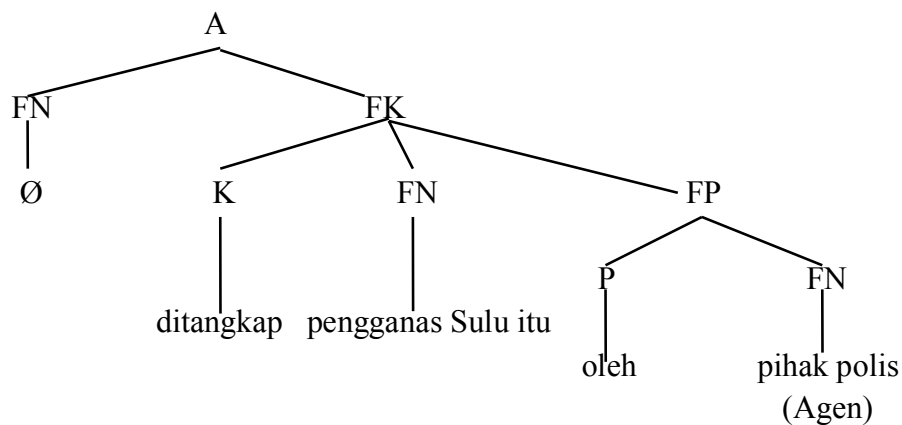 A
FN FK
Ø K FN FP
P FN
ditangkap pengganas Sulu itu
oleh pihak polis
(Agen)